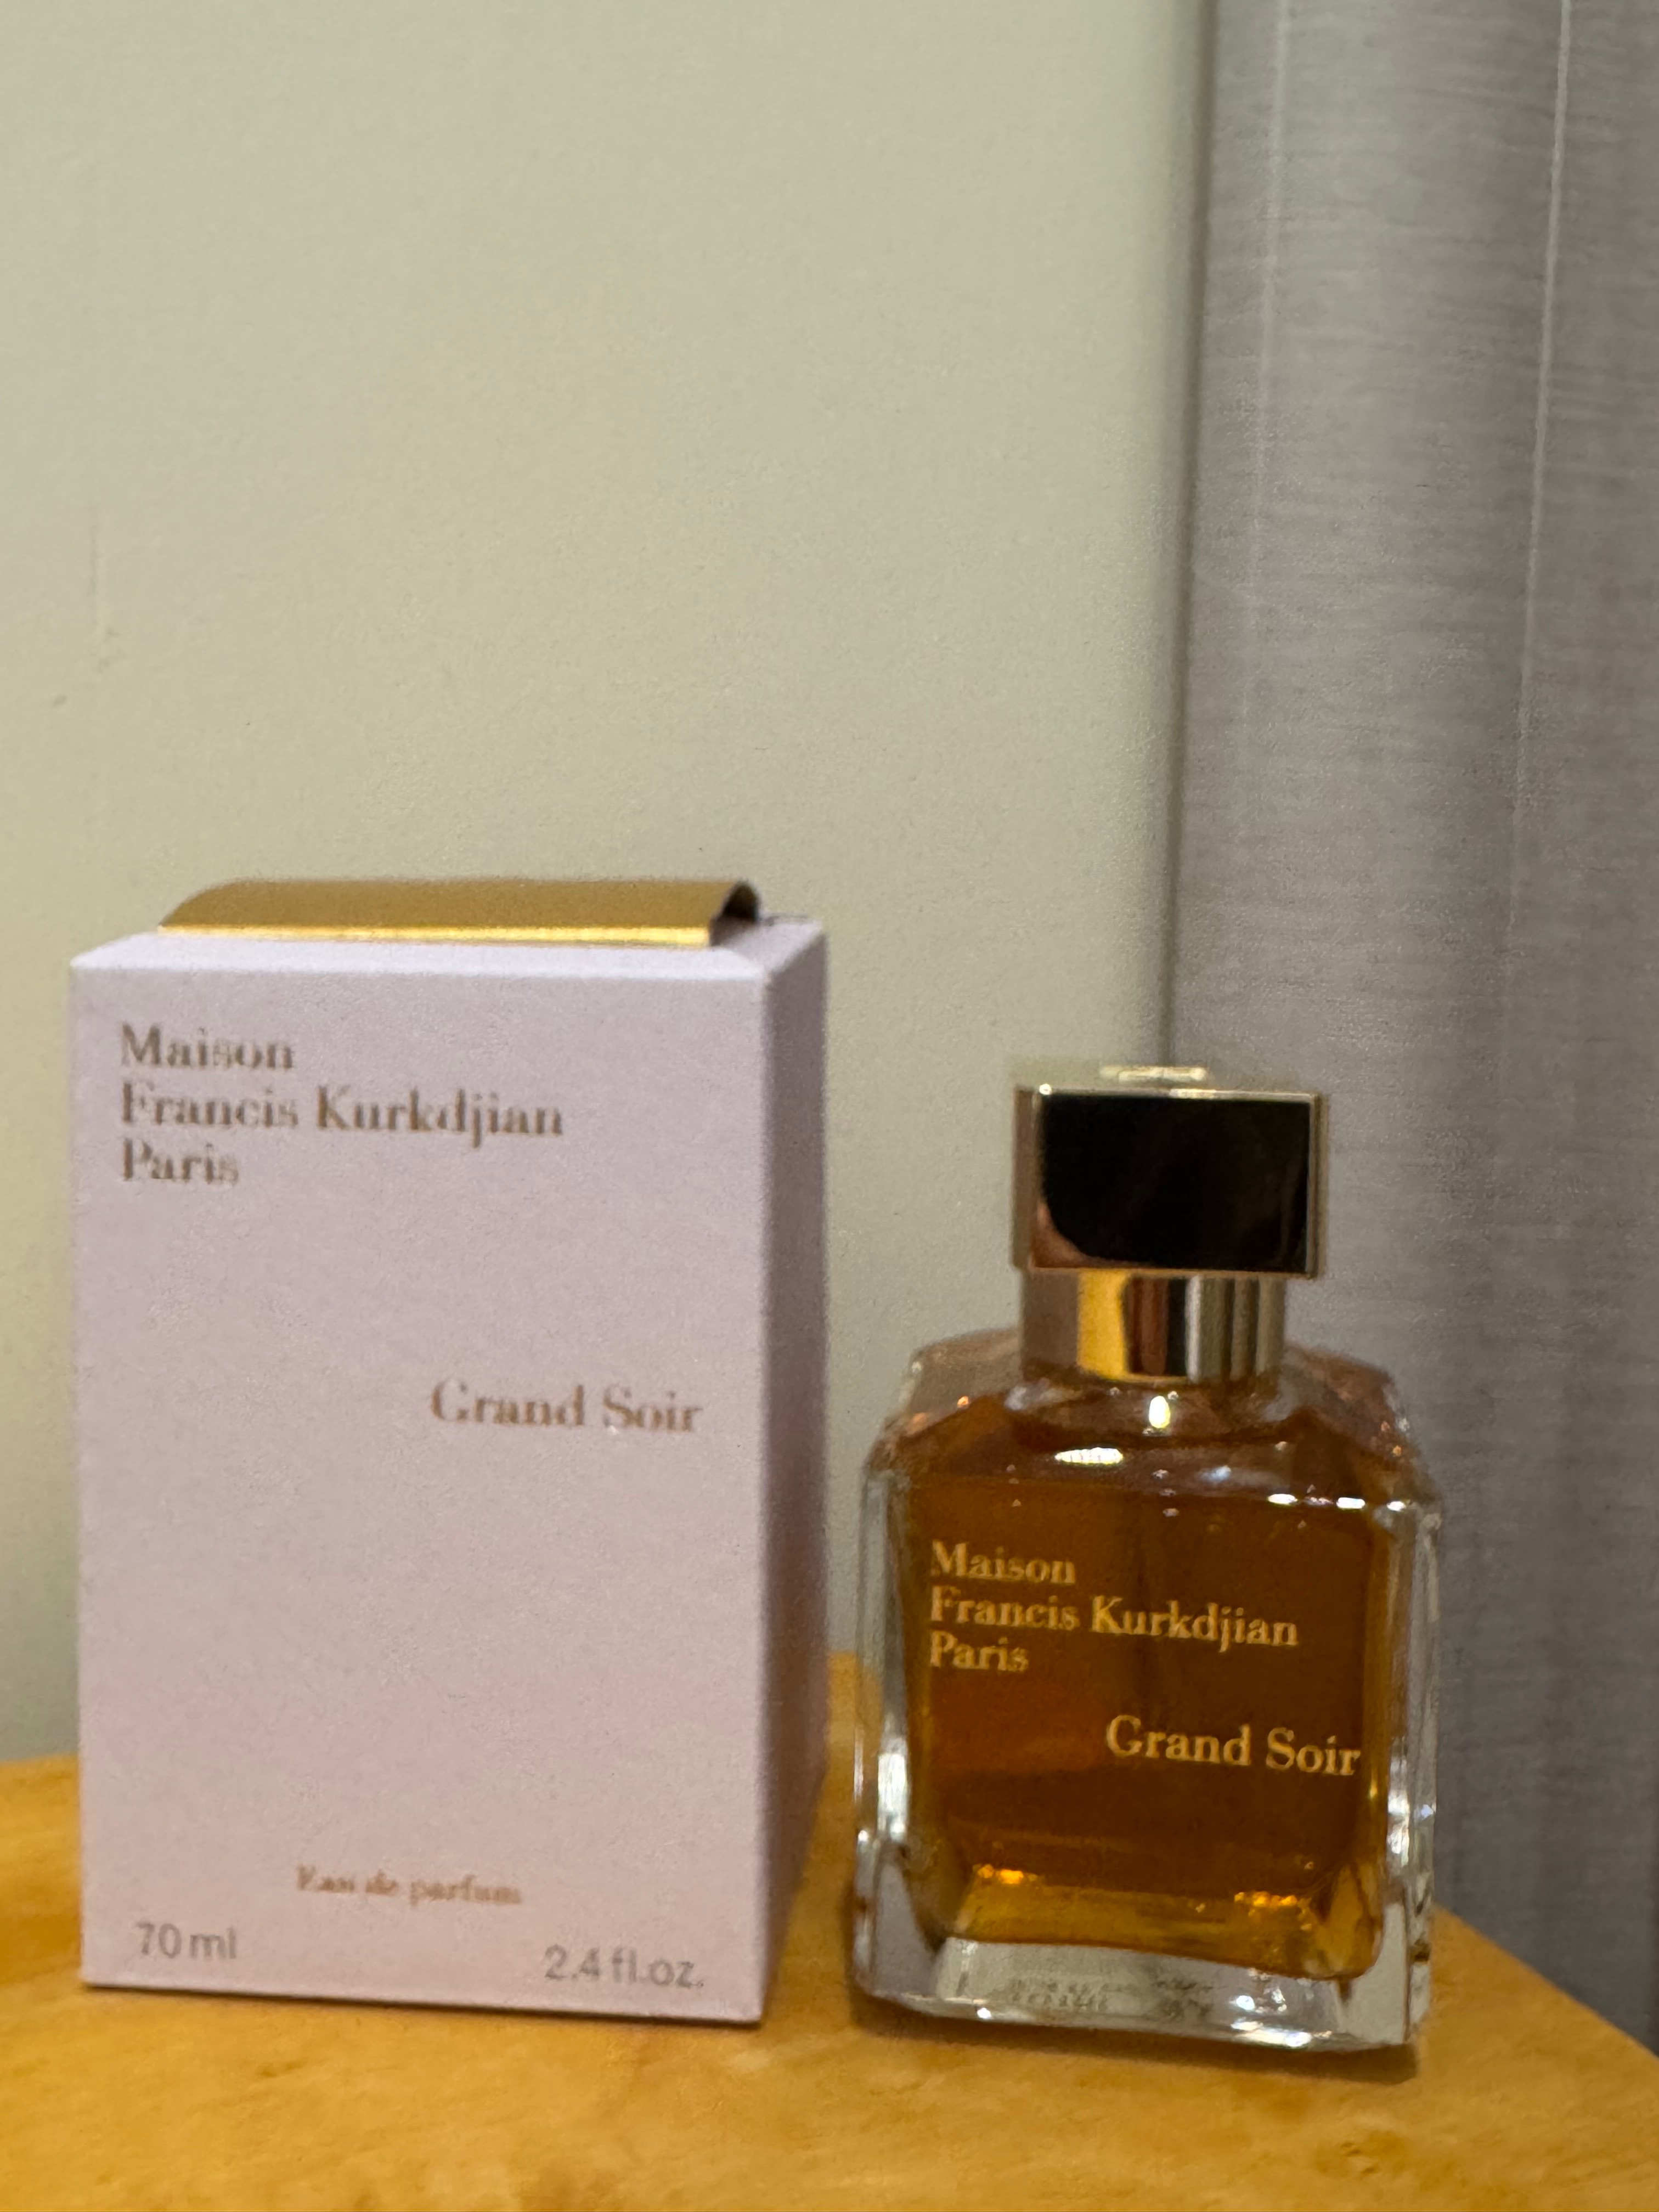 Maison
Francis Kurkdjian
Paris
Grand Soir
Eau de parfum
70 ml
2.4 fl.oz.
Maison
Francis Kurkdjian
Paris
Grand Soir